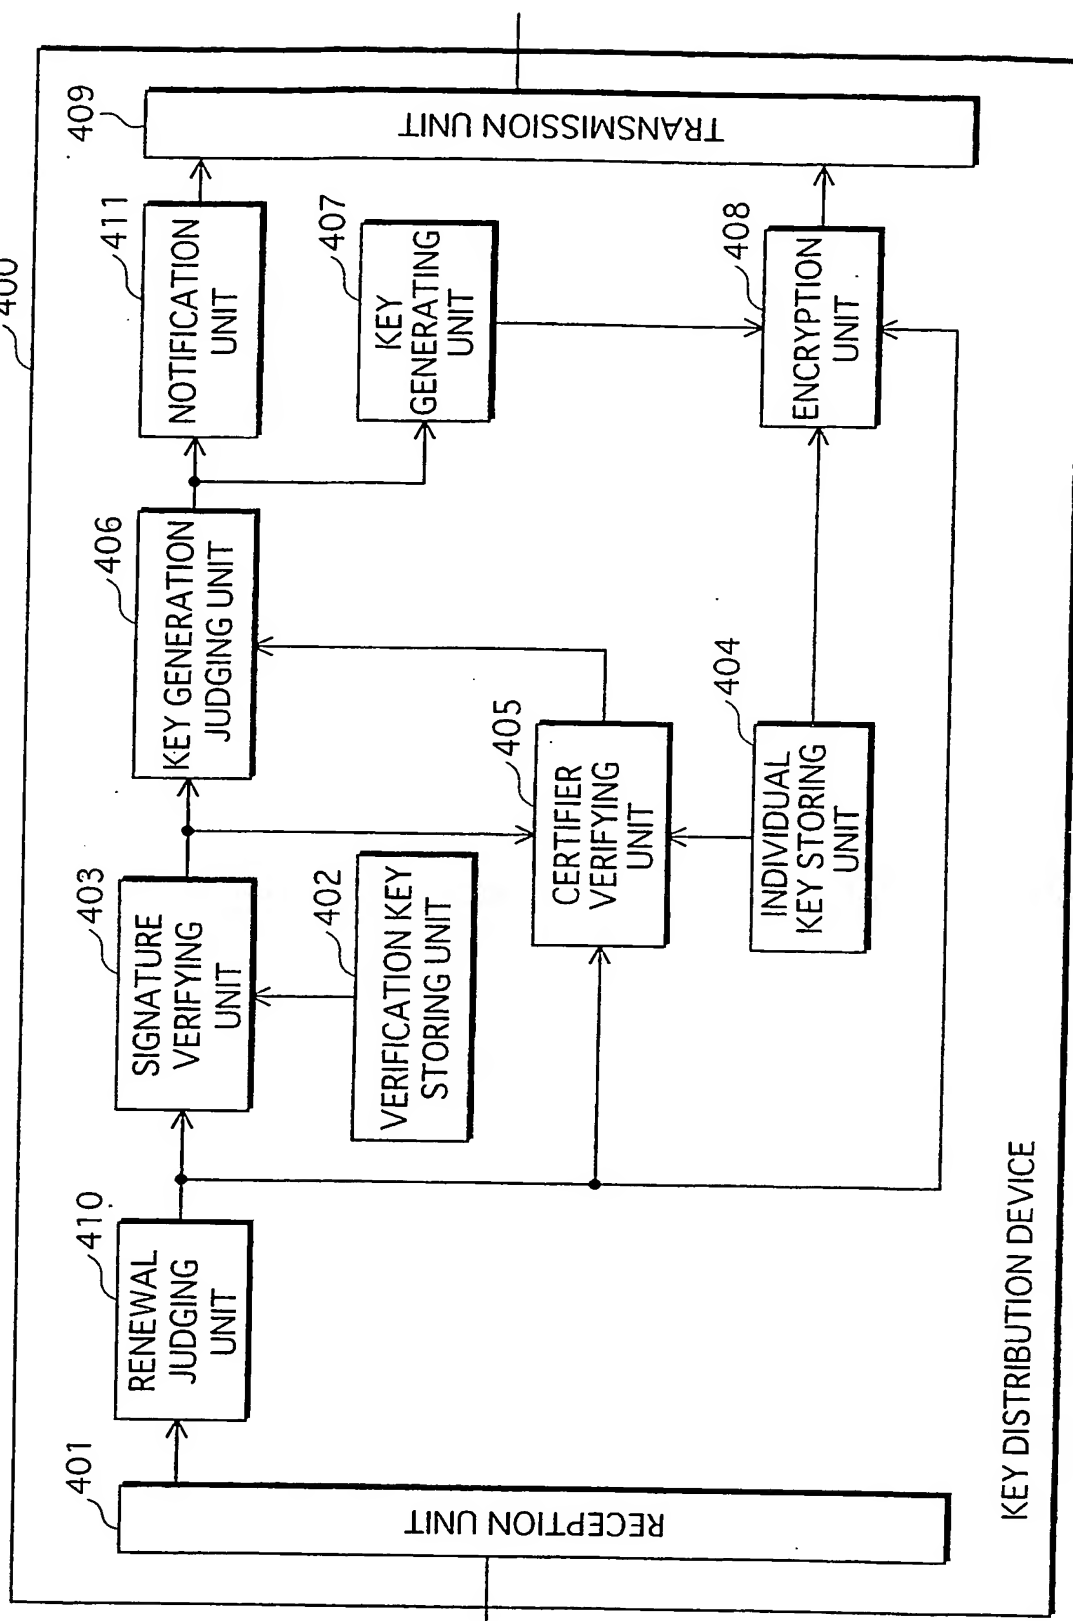 400
401
RECEPTION UNIT
410
RENEWAL
JUDGING
UNIT
403
SIGNATURE
VERIFYING
UNIT
402
VERIFICATION KEY
STORING UNIT
406
KEY GENERATION
JUDGING UNIT
405
CERTIFIER
VERIFYING
UNIT
404
INDIVIDUAL
KEY STORING
UNIT
411
NOTIFICATION
UNIT
407
KEY
GENERATING
UNIT
408
ENCRYPTION
UNIT
409
TRANSMISSION UNIT
KEY DISTRIBUTION DEVICE